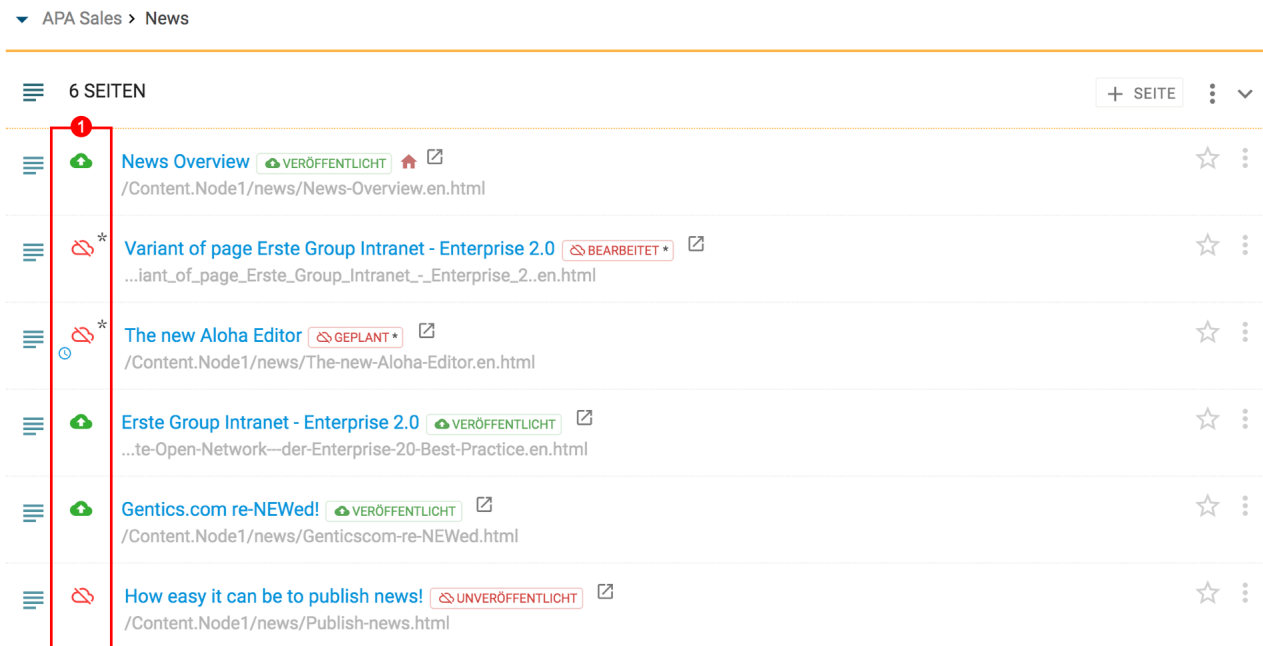 APA Sales > News
6 SEITEN
+ SEITE
1
News Overview VERÖFFENTLICHT
/Content.Node1/news/News-Overview.en.html
* Variant of page Erste Group Intranet - Enterprise 2.0 BEARBEITET *
...iant_of_page_Erste_Group_Intranet_-_Enterprise_2..en.html
* The new Aloha Editor GEPLANT *
/Content.Node1/news/The-new-Aloha-Editor.en.html
Erste Group Intranet - Enterprise 2.0 VERÖFFENTLICHT
...te-Open-Network—der-Enterprise-20-Best-Practice.en.html
Gentics.com re-NEWed! VERÖFFENTLICHT
/Content.Node1/news/Genticscom-re-NEWed.html
How easy it can be to publish news! UNVERÖFFENTLICHT
/Content.Node1/news/Publish-news.html